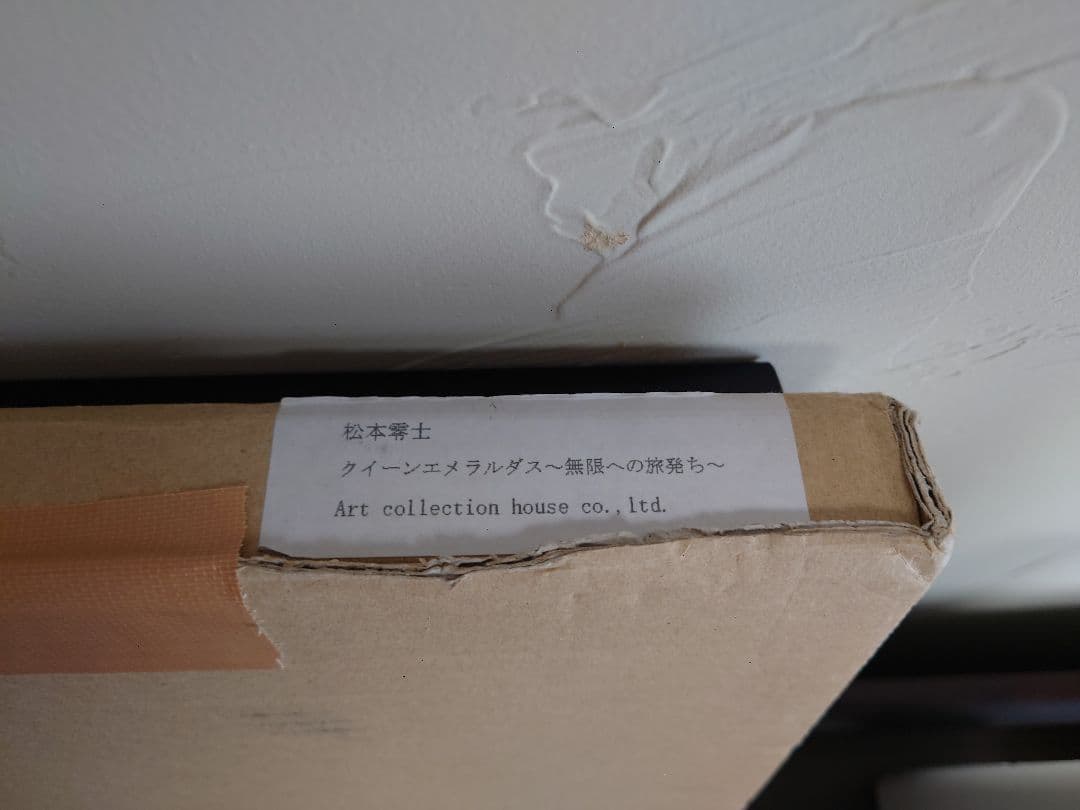 松本零士
クイーンエメラルダス～無限への旅発ち～
Art collection house co.,ltd.